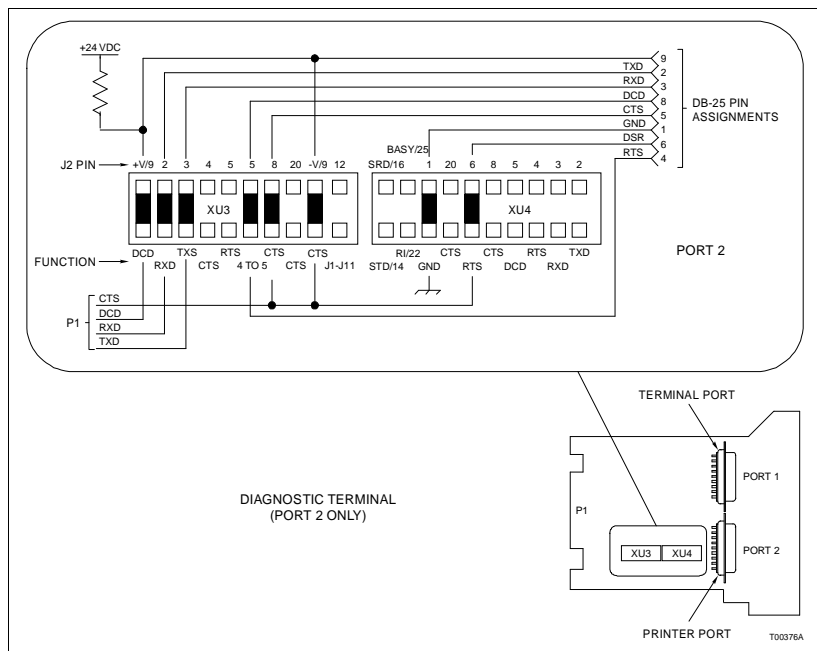 +24 VDC
9
TXD 2
RXD 3
DCD 8
CTS 5
GND 1
DSR 6
RTS 4
DB-25 PIN
ASSIGNMENTS
BASY/25
J2 PIN +V/9 2 3 4 5 5 8 20 -V/9 12 SRD/16 1 20 6 8 5 4 3 2
XU3 XU4
DCD TXS RTS CTS CTS RI/22 CTS CTS RTS TXD
FUNCTION RXD CTS 4 TO 5 CTS J1-J11 STD/14 GND RTS DCD RXD
PORT 2
P1
CTS
DCD
RXD
TXD
TERMINAL PORT
DIAGNOSTIC TERMINAL
(PORT 2 ONLY)
P1
PORT 1
XU3 XU4
PORT 2
PRINTER PORT
T00376A